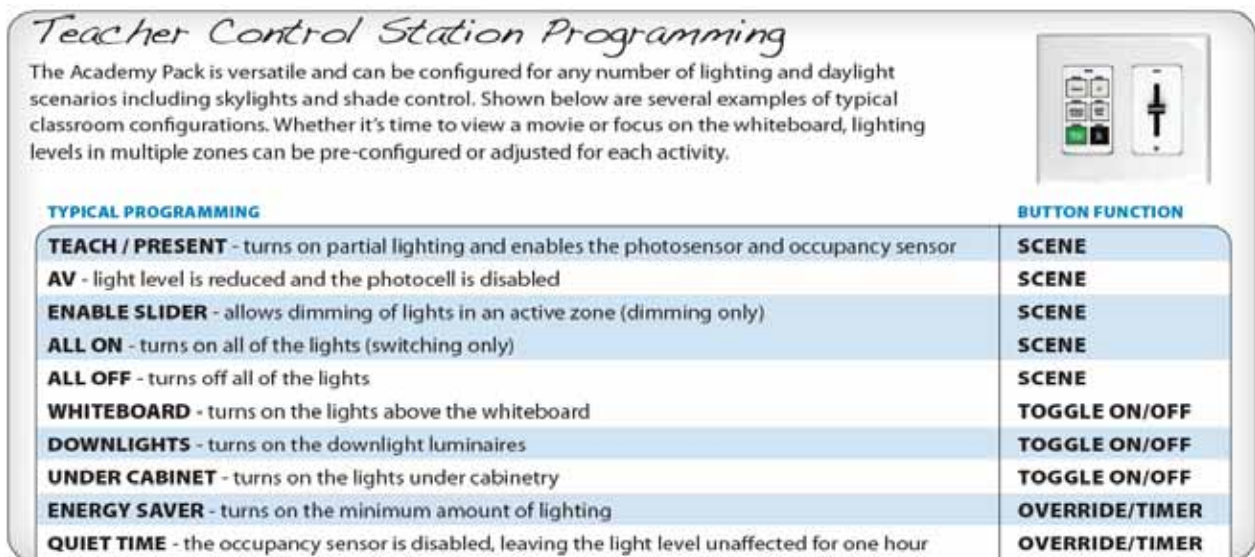 Teacher Control Station Programming
The Academy Pack is versatile and can be configured for any number of lighting and daylight
scenarios including skylights and shade control. Shown below are several examples of typical
classroom configurations. Whether it's time to view a movie or focus on the whiteboard, lighting
levels in multiple zones can be pre-configured or adjusted for each activity.
TYPICAL PROGRAMMING BUTTON FUNCTION
TEACH / PRESENT - turns on partial lighting and enables the photosensor and occupancy sensor SCENE
AV - light level is reduced and the photocell is disabled SCENE
ENABLE SLIDER - allows dimming of lights in an active zone (dimming only) SCENE
ALL ON - turns on all of the lights (switching only) SCENE
ALL OFF - turns off all of the lights SCENE
WHITEBOARD - turns on the lights above the whiteboard TOGGLE ON/OFF
DOWNLIGHTS - turns on the downlight luminaires TOGGLE ON/OFF
UNDER CABINET - turns on the lights under cabinetry TOGGLE ON/OFF
ENERGY SAVER - turns on the minimum amount of lighting OVERRIDE/TIMER
QUIET TIME - the occupancy sensor is disabled, leaving the light level unaffected for one hour OVERRIDE/TIMER